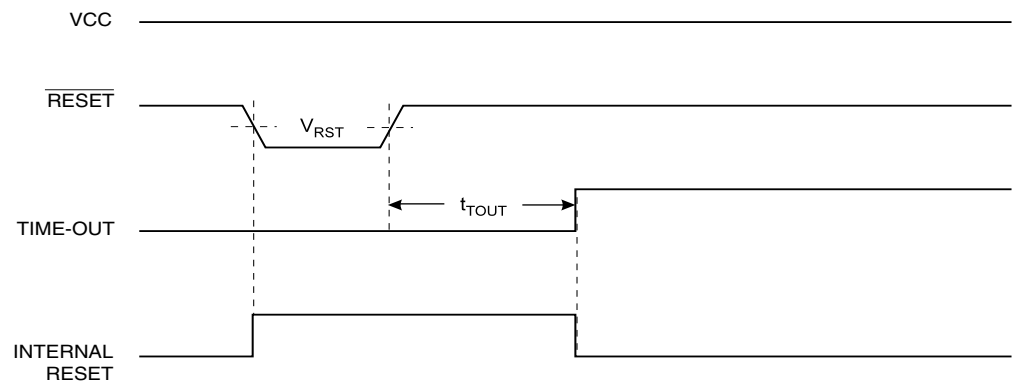 VCC
RESET
VRST
tTOUT
TIME-OUT
INTERNAL
RESET